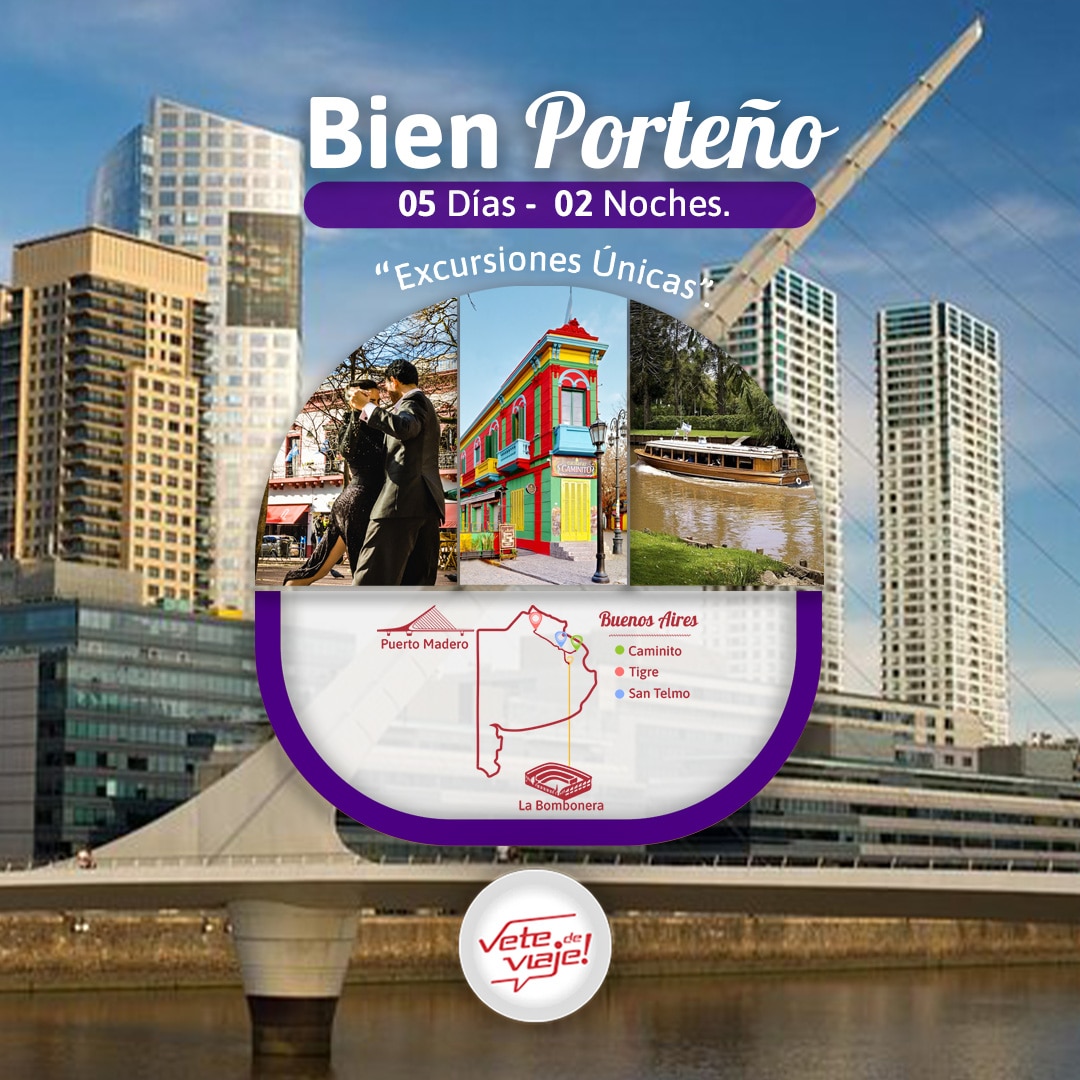 Bien Porteño
05 Días - 02 Noches.
“Excursiones Únicas”.
CAMINITO
Puerto Madero
Buenos Aires
Caminito
Tigre
San Telmo
La Bombonera
Vete de
viaje!